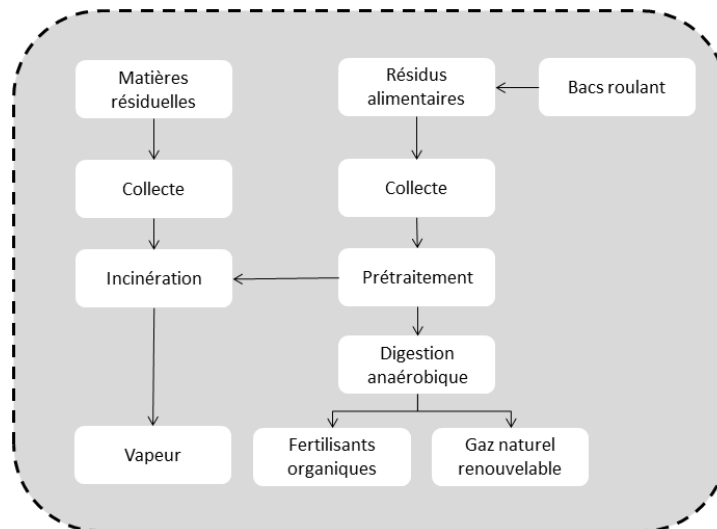 Matières
résiduelles
Résidus
alimentaires
Bacs roulant
Collecte
Collecte
Incinération
Prétraitement
Digestion
anaérobique
Vapeur
Fertilisants
organiques
Gaz naturel
renouvelable